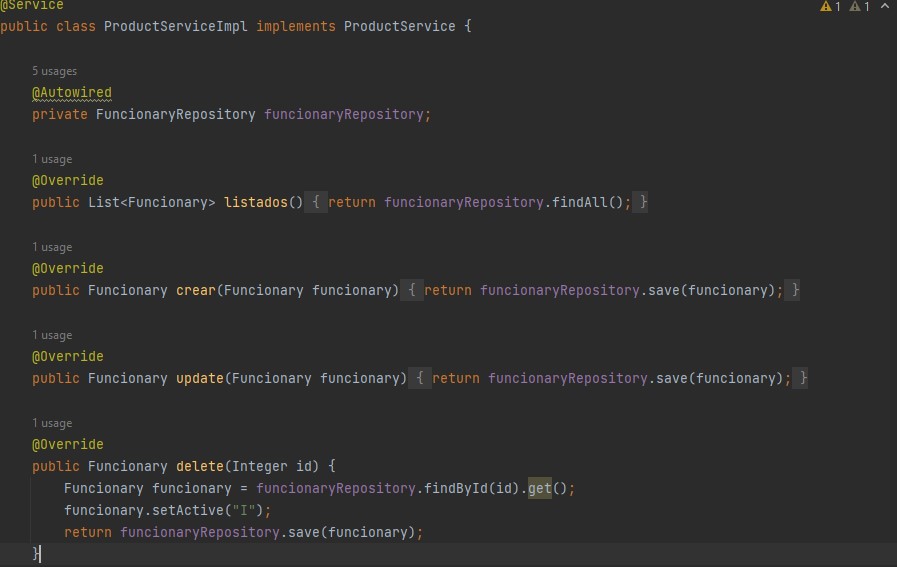 @Service
1 1
public class ProductServiceImpl implements ProductService {
5 usages
@Autowired
private FuncionaryRepository funcionaryRepository;
1 usage
@Override
public List<Funcionary> listados() { return funcionaryRepository.findAll(); }
1 usage
@Override
public Funcionary crear(Funcionary funcionary) { return funcionaryRepository.save(funcionary); }
1 usage
@Override
public Funcionary update(Funcionary funcionary) { return funcionaryRepository.save(funcionary); }
1 usage
@Override
public Funcionary delete(Integer id) {
Funcionary funcionary = funcionaryRepository.findById(id).get();
funcionary.setActive("I");
return funcionaryRepository.save(funcionary);
}